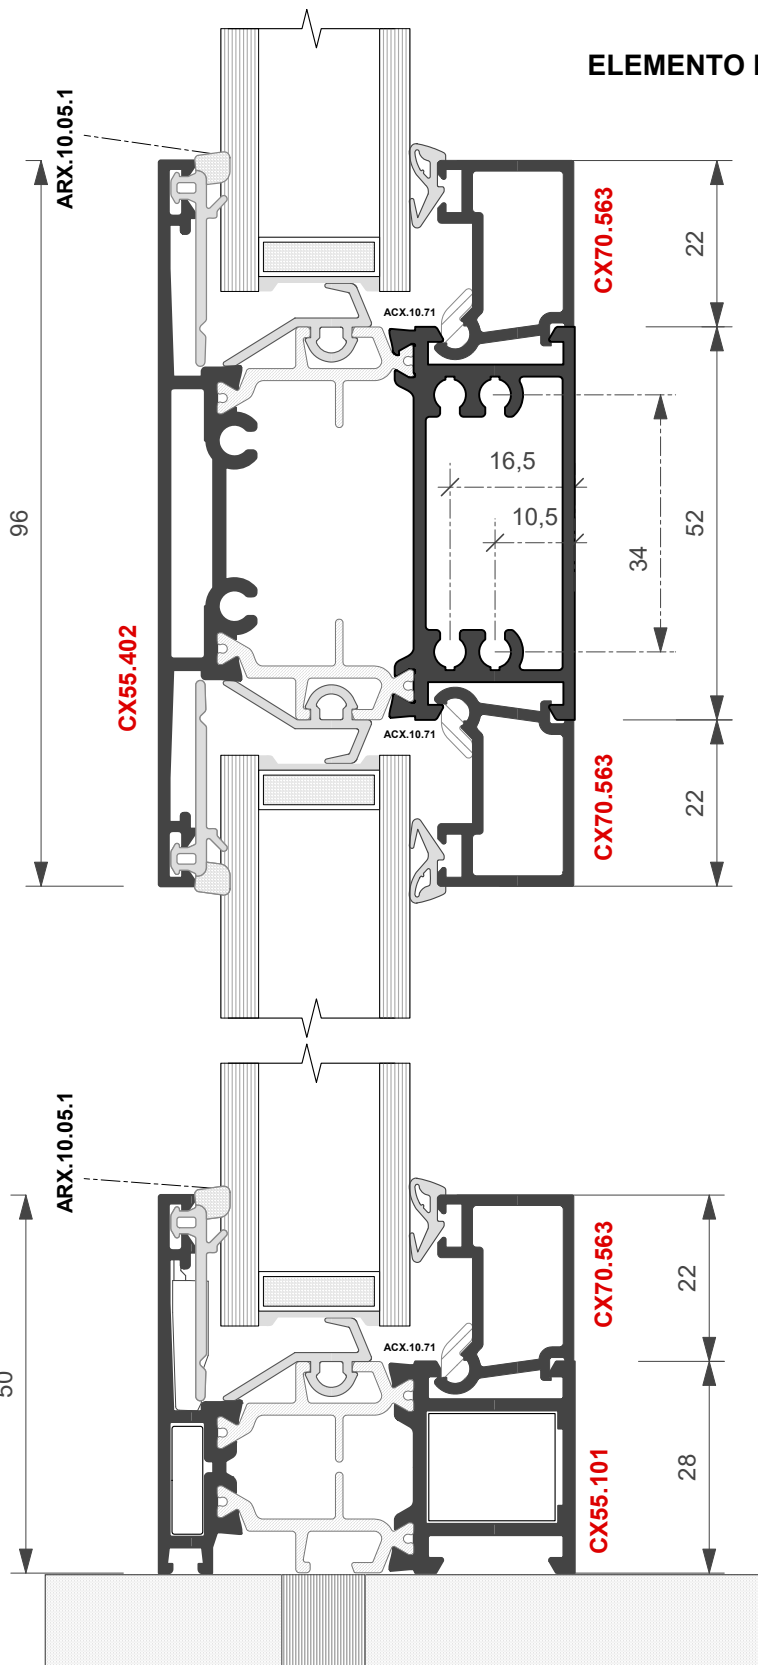 ELEMENTO
ARX.10.05.1
CX70.563
22
ACX.10.71
16,5
10,5
34
52
96
CX55.402
ACX.10.71
CX70.563
22
ARX.10.05.1
CX70.563
22
ACX.10.71
50
CX55.101
28